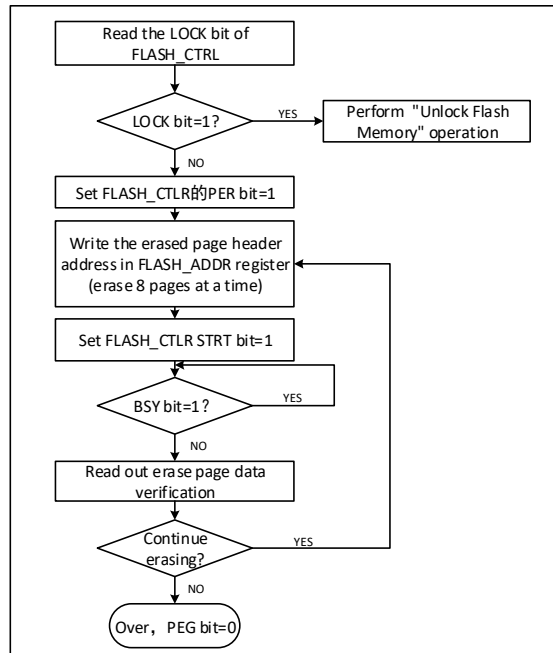 Read the LOCK bit of
FLASH_CTRL
LOCK bit=1?
YES
Perform "Unlock Flash
Memory" operation
NO
Set FLASH_CTLR的PER bit=1
Write the erased page header
address in FLASH_ADDR register
(erase 8 pages at a time)
Set FLASH_CTLR STRT bit=1
BSY bit=1?
YES
NO
Read out erase page data
verification
Continue
erasing?
YES
NO
Over，PEG bit=0